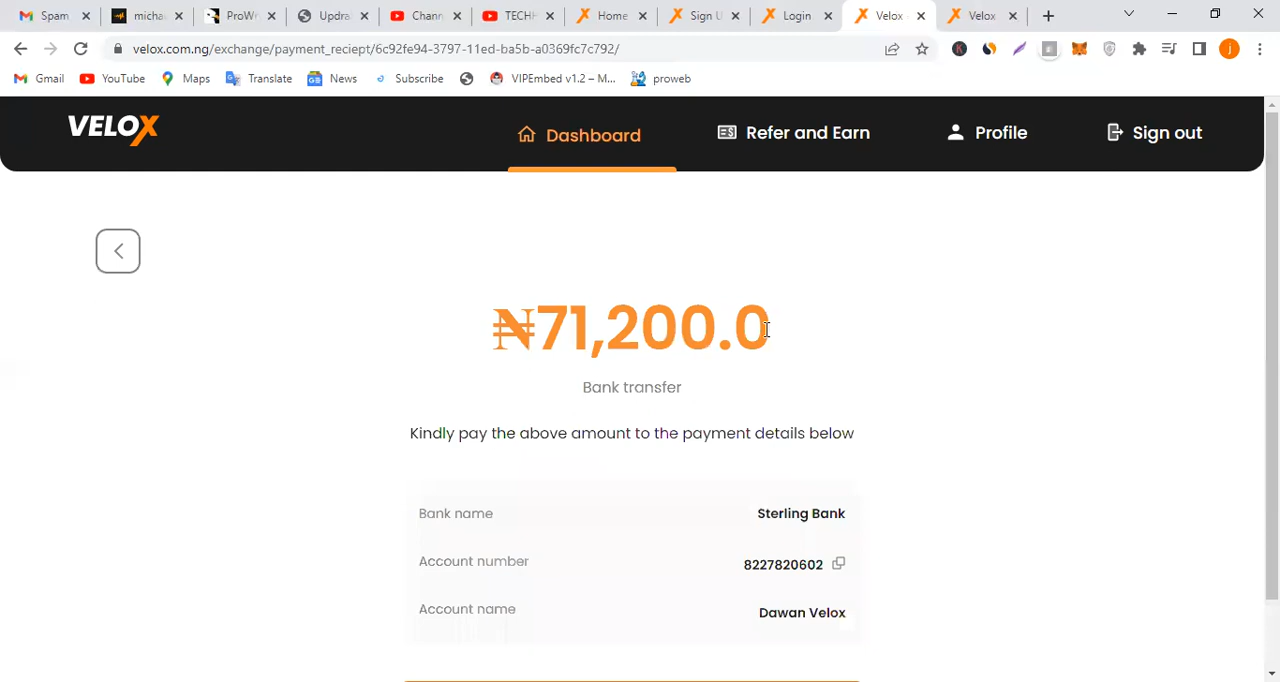 Spam
micha
ProW
Updra
Chann
TECHH
Home
Sign U
Login
Velox
Velox
velox.com.ng/exchange/payment_reciept/6c92fe94-3797-11ed-ba5b-a0369fc7c792/
Gmail
YouTube
Maps
Translate
News
Subscribe
VIPEmbed v1.2 – M...
proweb
VELOX
Dashboard
Refer and Earn
Profile
Sign out
₦71,200.0
Bank transfer
Kindly pay the above amount to the payment details below
Bank name
Sterling Bank
Account number
8227820602
Account name
Dawan Velox